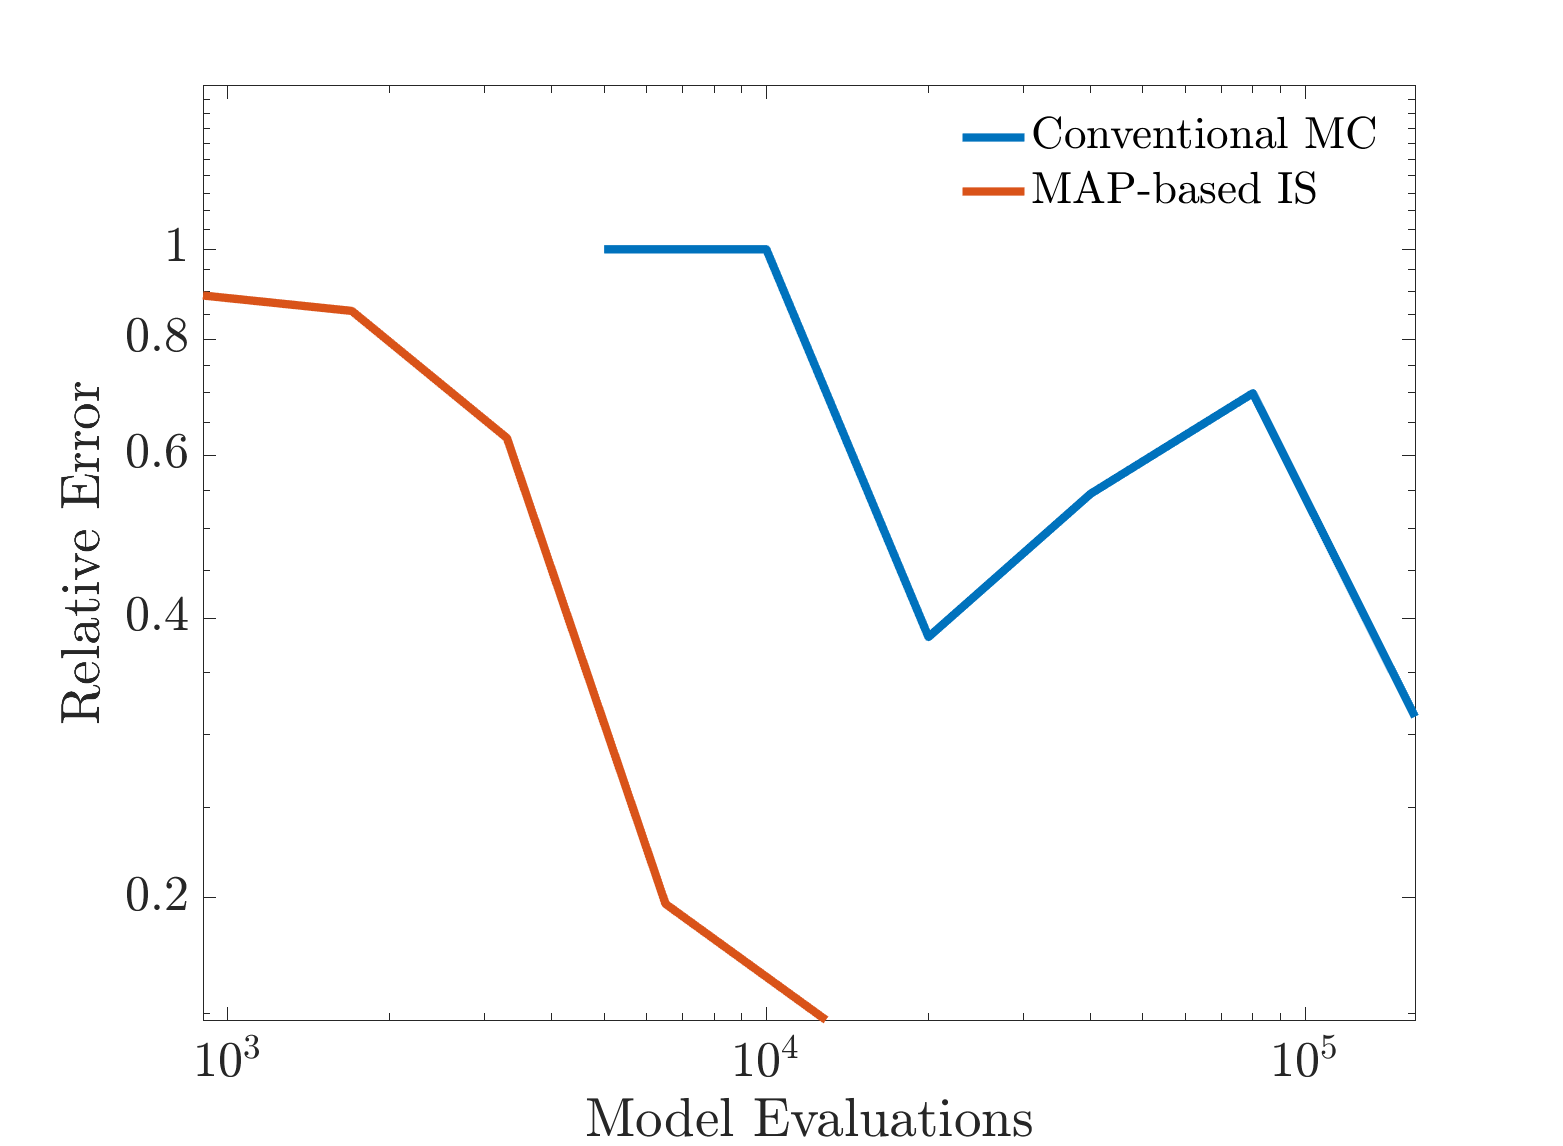 Conventional MC
MAP-based IS
1
0.8
0.6
0.4
0.2
Relative Error
10³
10⁴
10⁵
Model Evaluations